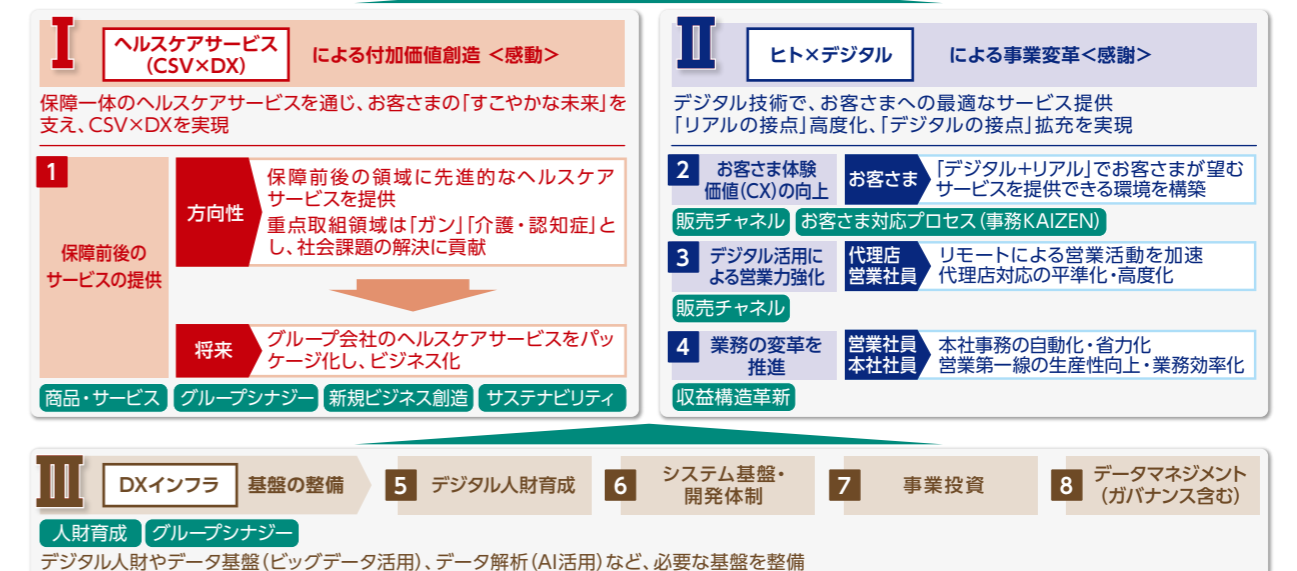 I
ヘルスケアサービス
(CSV×DX)
による付加価値創造 <感動>
保障一体のヘルスケアサービスを通じ、お客さまの「すこやかな未来」を
支え、CSV×DXを実現
1
保障前後の
サービスの提供
方向性
保障前後の領域に先進的なヘルスケア
サービスを提供
重点取組領域は「ガン」「介護・認知症」と
し、社会課題の解決に貢献
将来
グループ会社のヘルスケアサービスをパッ
ケージ化し、ビジネス化
商品・サービス グループシナジー 新規ビジネス創造 サステナビリティ
II
ヒト×デジタル
による事業変革<感謝>
デジタル技術で、お客さまへの最適なサービス提供
「リアルの接点」高度化、「デジタルの接点」拡充を実現
2
お客さま体験
価値(CX)の向上
お客さま
「デジタル+リアル」でお客さまが望む
サービスを提供できる環境を構築
販売チャネル お客さま対応プロセス(事務KAIZEN)
3
デジタル活用に
よる営業力強化
代理店
営業社員
リモートによる営業活動を加速
代理店対応の平準化・高度化
販売チャネル
4
業務の変革を
推進
営業社員
本社社員
本社事務の自動化・省力化
営業第一線の生産性向上・業務効率化
収益構造革新
III
DXインフラ
基盤の整備
5 デジタル人財育成
6
システム基盤・
開発体制
7 事業投資
8
データマネジメント
(ガバナンス含む)
人財育成 グループシナジー
デジタル人財やデータ基盤(ビッグデータ活用)、データ解析(AI活用)など、必要な基盤を整備